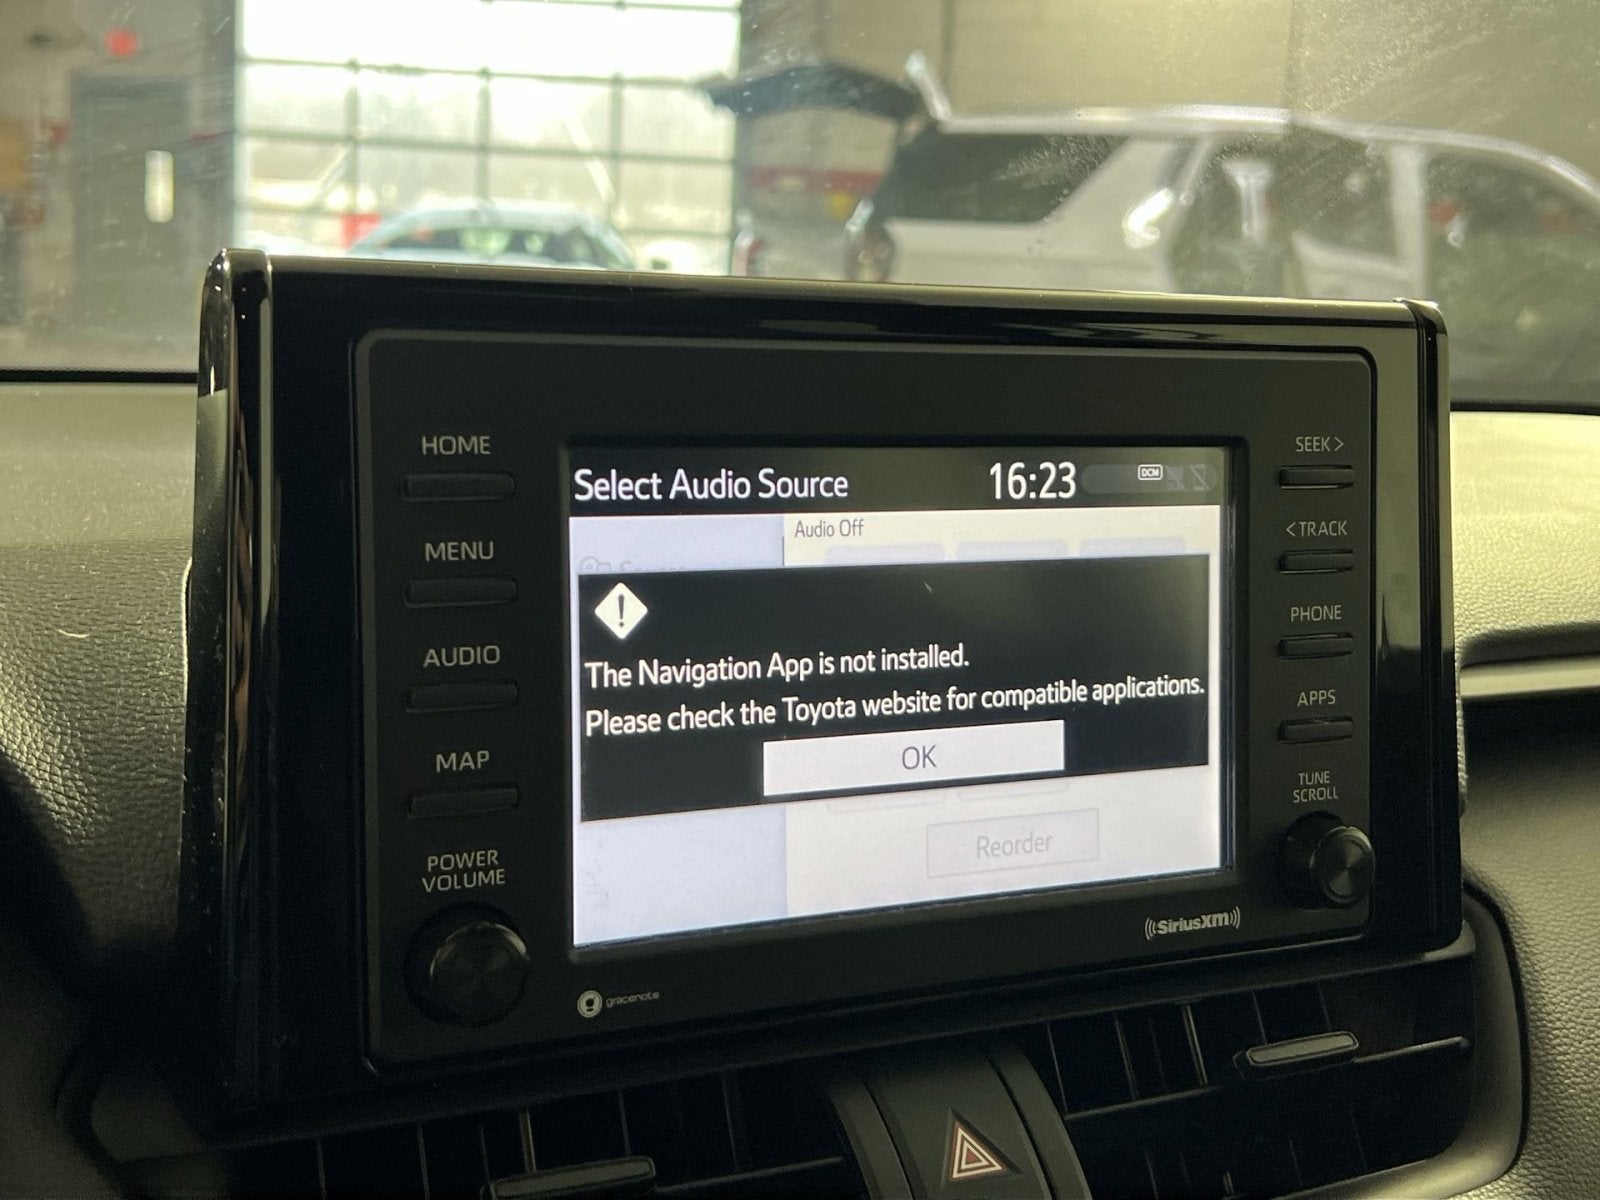 HOME
MENU
AUDIO
MAP
POWER
VOLUME
Select Audio Source
16:23
DCM
Audio Off
!
The Navigation App is not installed.
Please check the Toyota website for compatible applications.
OK
Reorder
SEEK>
<TRACK
PHONE
APPS
TUNE
SCROLL
SiriusXM
gracenote